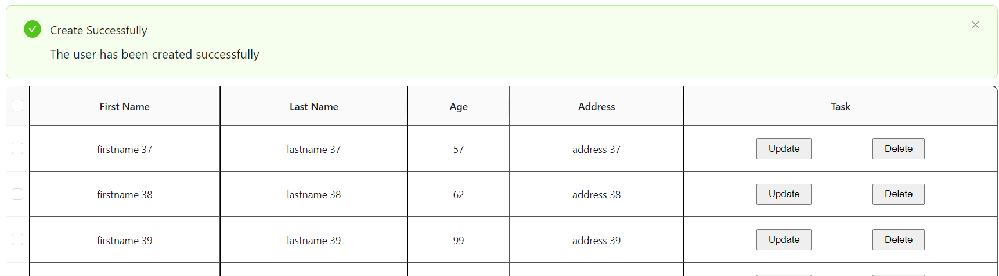 Create Successfully
The user has been created successfully
First Name Last Name Age Address Task
firstname 37 lastname 37 57 address 37 Update Delete
firstname 38 lastname 38 62 address 38 Update Delete
firstname 39 lastname 39 99 address 39 Update Delete